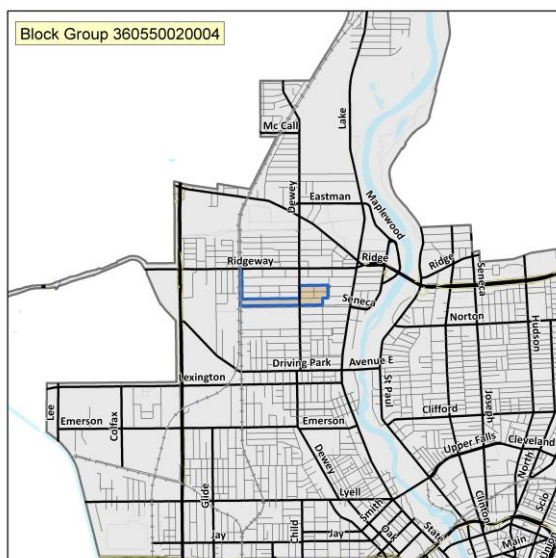 Block Group 360550020004
Mc Call
Lake
Dewey
Eastman
Maplewood
Ridgeway
Ridge
Ridge
Seneca
Seneca
Norton
Hudson
Driving Park
Avenue E
Lexington
St Paul
Lee
Colfax
Emerson
Emerson
Clifford
Joseph
Dewey
Upper Falls
Cleveland
North
Glide
Lyell
Smith
Clinton
Scio
Child
Jay
Jay
Oak
State
Main